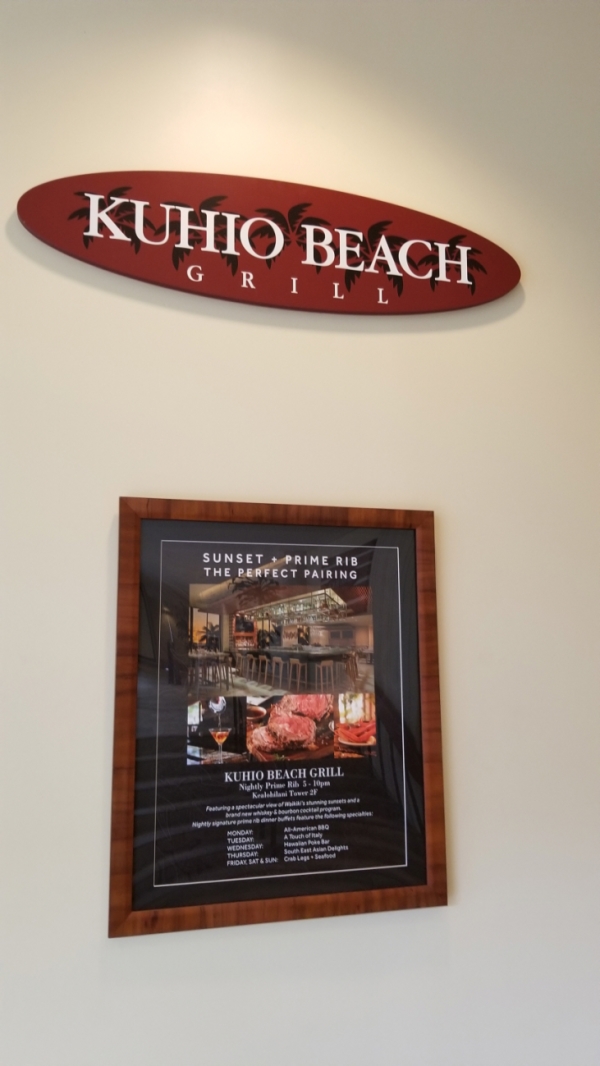 KUHIO BEACH
GRILL
SUNSET + PRIME RIB
THE PERFECT PAIRING
KUHIO BEACH GRILL
Nightly Prime Rib 5 - 10pm
Kealohilani Tower 2F
Featuring a spectacular view of Waikiki's stunning sunsets and a
brand new whiskey & bourbon cocktail program.
Nightly signature prime rib dinner buffets feature the following specialties:
MONDAY: All-American BBQ
TUESDAY: A Touch of Italy
WEDNESDAY: Hawaiian Poke Bar
THURSDAY: South East Asian Delights
FRIDAY, SAT & SUN: Crab Legs + Seafood